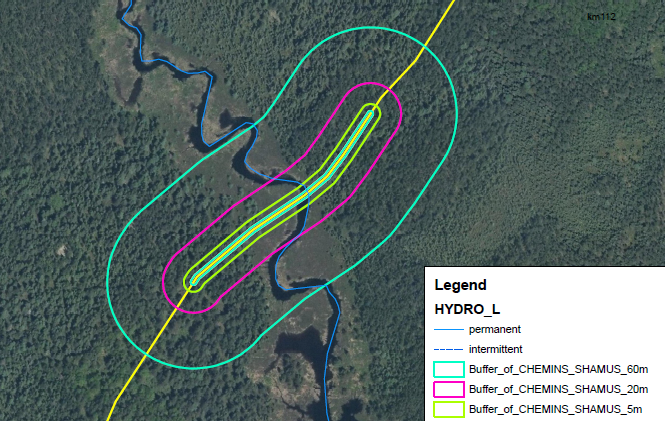 km112
Legend
HYDRO_L
permanent
intermittent
Buffer_of_CHEMINS_SHAMUS_60m
Buffer_of_CHEMINS_SHAMUS_20m
Buffer_of_CHEMINS_SHAMUS_5m